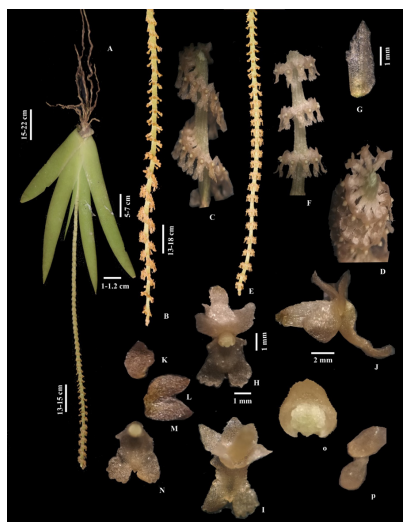 A
15-22 cm
5-7 cm
1-1.2 cm
13-15 cm
B
13-18 cm
C
E
F
G
1 mm
D
H
1 mm
1 mm
J
2 mm
K
L
M
N
I
o
p